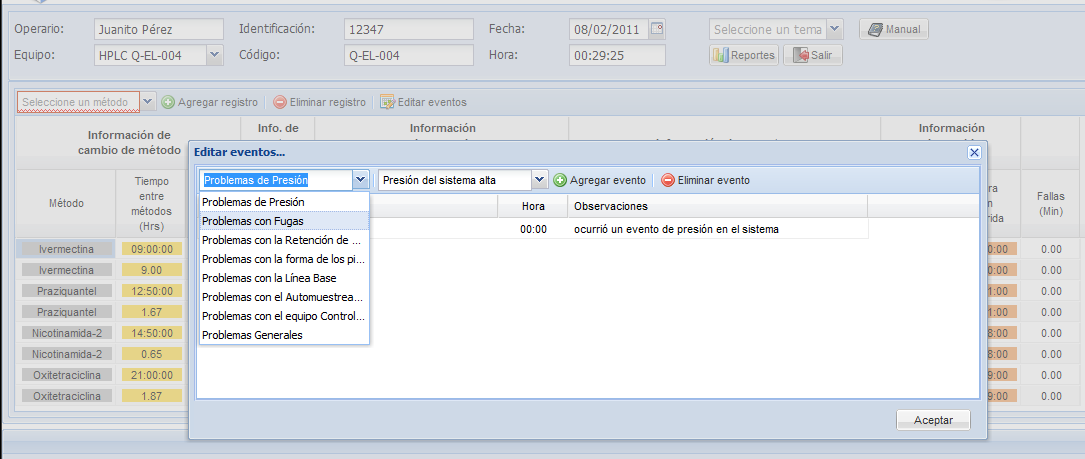 Operario: Juanito Pérez Identificación: 12347 Fecha: 08/02/2011 Seleccione un tema Manual
Equipo: HPLC Q-EL-004 Código: Q-EL-004 Hora: 00:29:25 Reportes Salir
Seleccione un método Agregar registro Eliminar registro Editar eventos
Información de
cambio de método
Info. de
Información
Información
Editar eventos...
Problemas de Presión Presión del sistema alta Agregar evento Eliminar evento
Hora Observaciones
00:00 ocurrió un evento de presión en el sistema
Problemas de Presión
Problemas con Fugas
Problemas con la Retención de ...
Problemas con la forma de los pi...
Problemas con la Línea Base
Problemas con el Automuestrea...
Problemas con el equipo Control...
Problemas Generales
Aceptar
Método
Tiempo
entre
métodos
(Hrs)
Fallas
(Min)
Ivermectina 09:00:00 0:00 0.00
Ivermectina 9.00 0.00
Praziquantel 12:50:00 1:00 0.00
Praziquantel 1.67 1:00 0.00
Nicotinamida-2 14:50:00 8:00 0.00
Nicotinamida-2 0.65 8:00 0.00
Oxitetraciclina 21:00:00 9:00 0.00
Oxitetraciclina 1.87 9:00 0.00